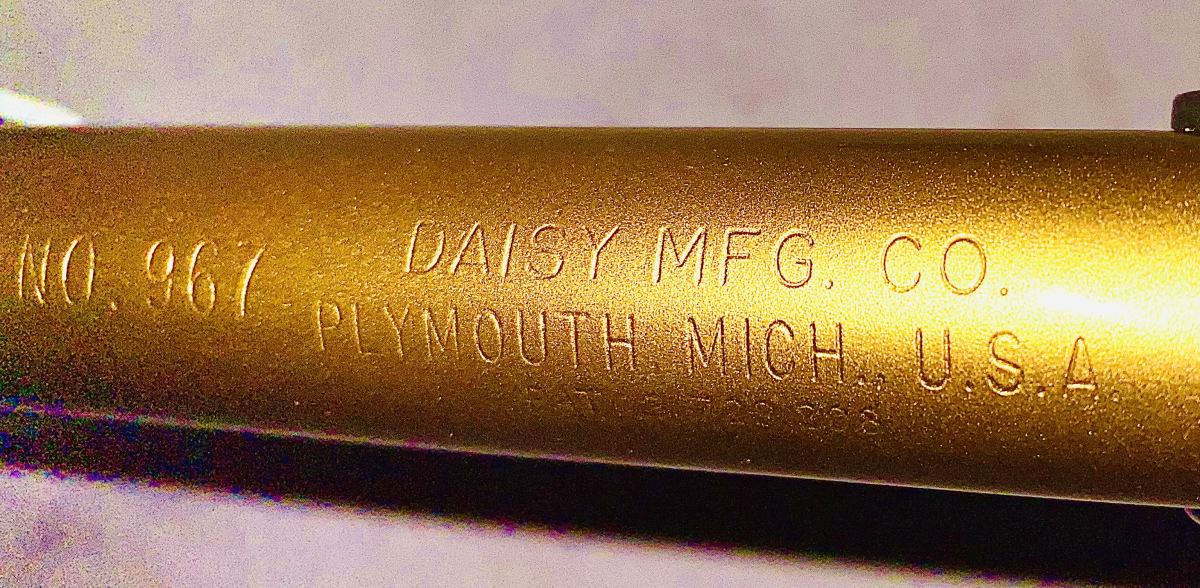 NO. 967
DAISY MFG. CO.
PLYMOUTH, MICH., U.S.A.